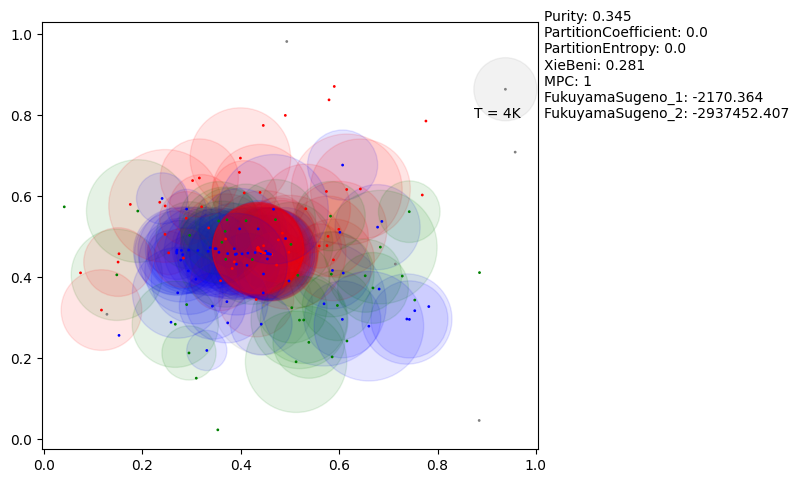 Purity: 0.345
PartitionCoefficient: 0.0
PartitionEntropy: 0.0
XieBeni: 0.281
MPC: 1
FukuyamaSugeno_1: -2170.364
FukuyamaSugeno_2: -2937452.407
T = 4K
1.0
0.8
0.6
0.4
0.2
0.0
0.0 0.2 0.4 0.6 0.8 1.0